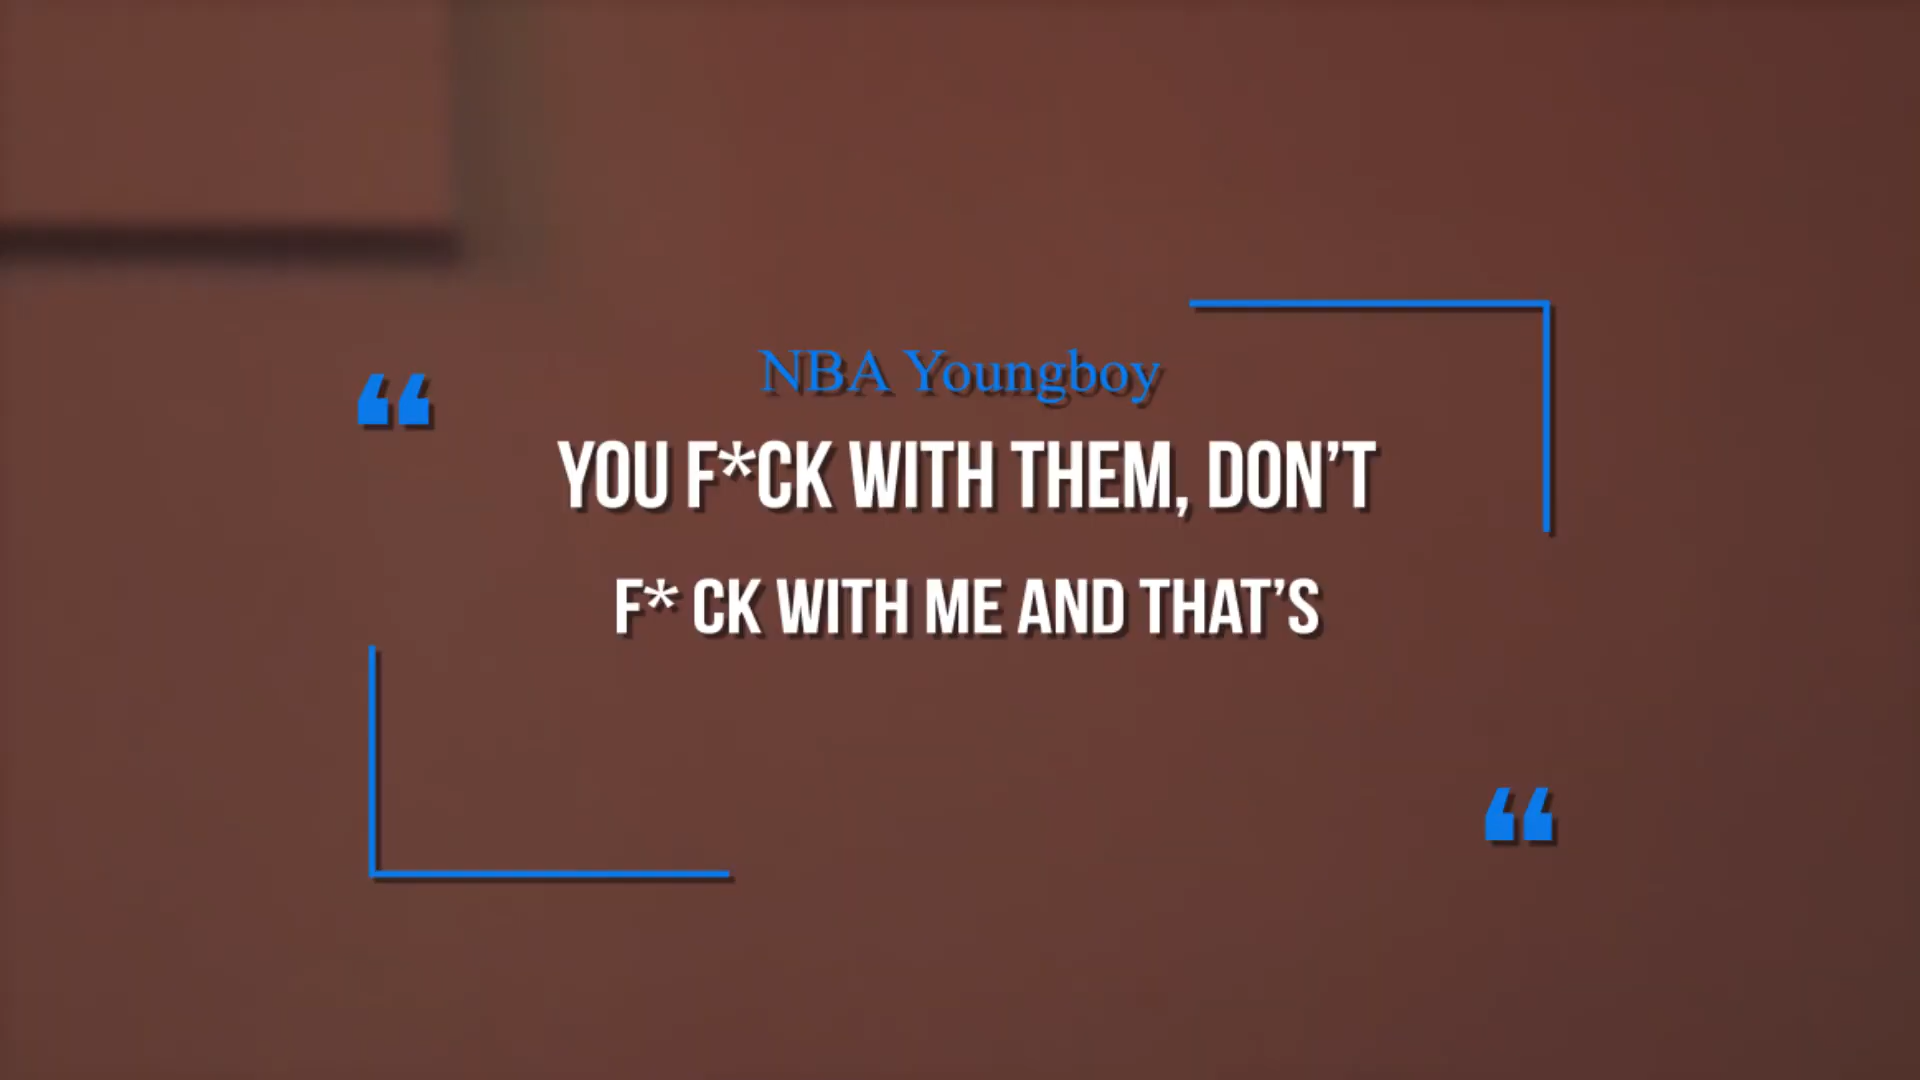 NBA Youngboy
“
YOU F*CK WITH THEM, DON’T
F* CK WITH ME AND THAT’S
“